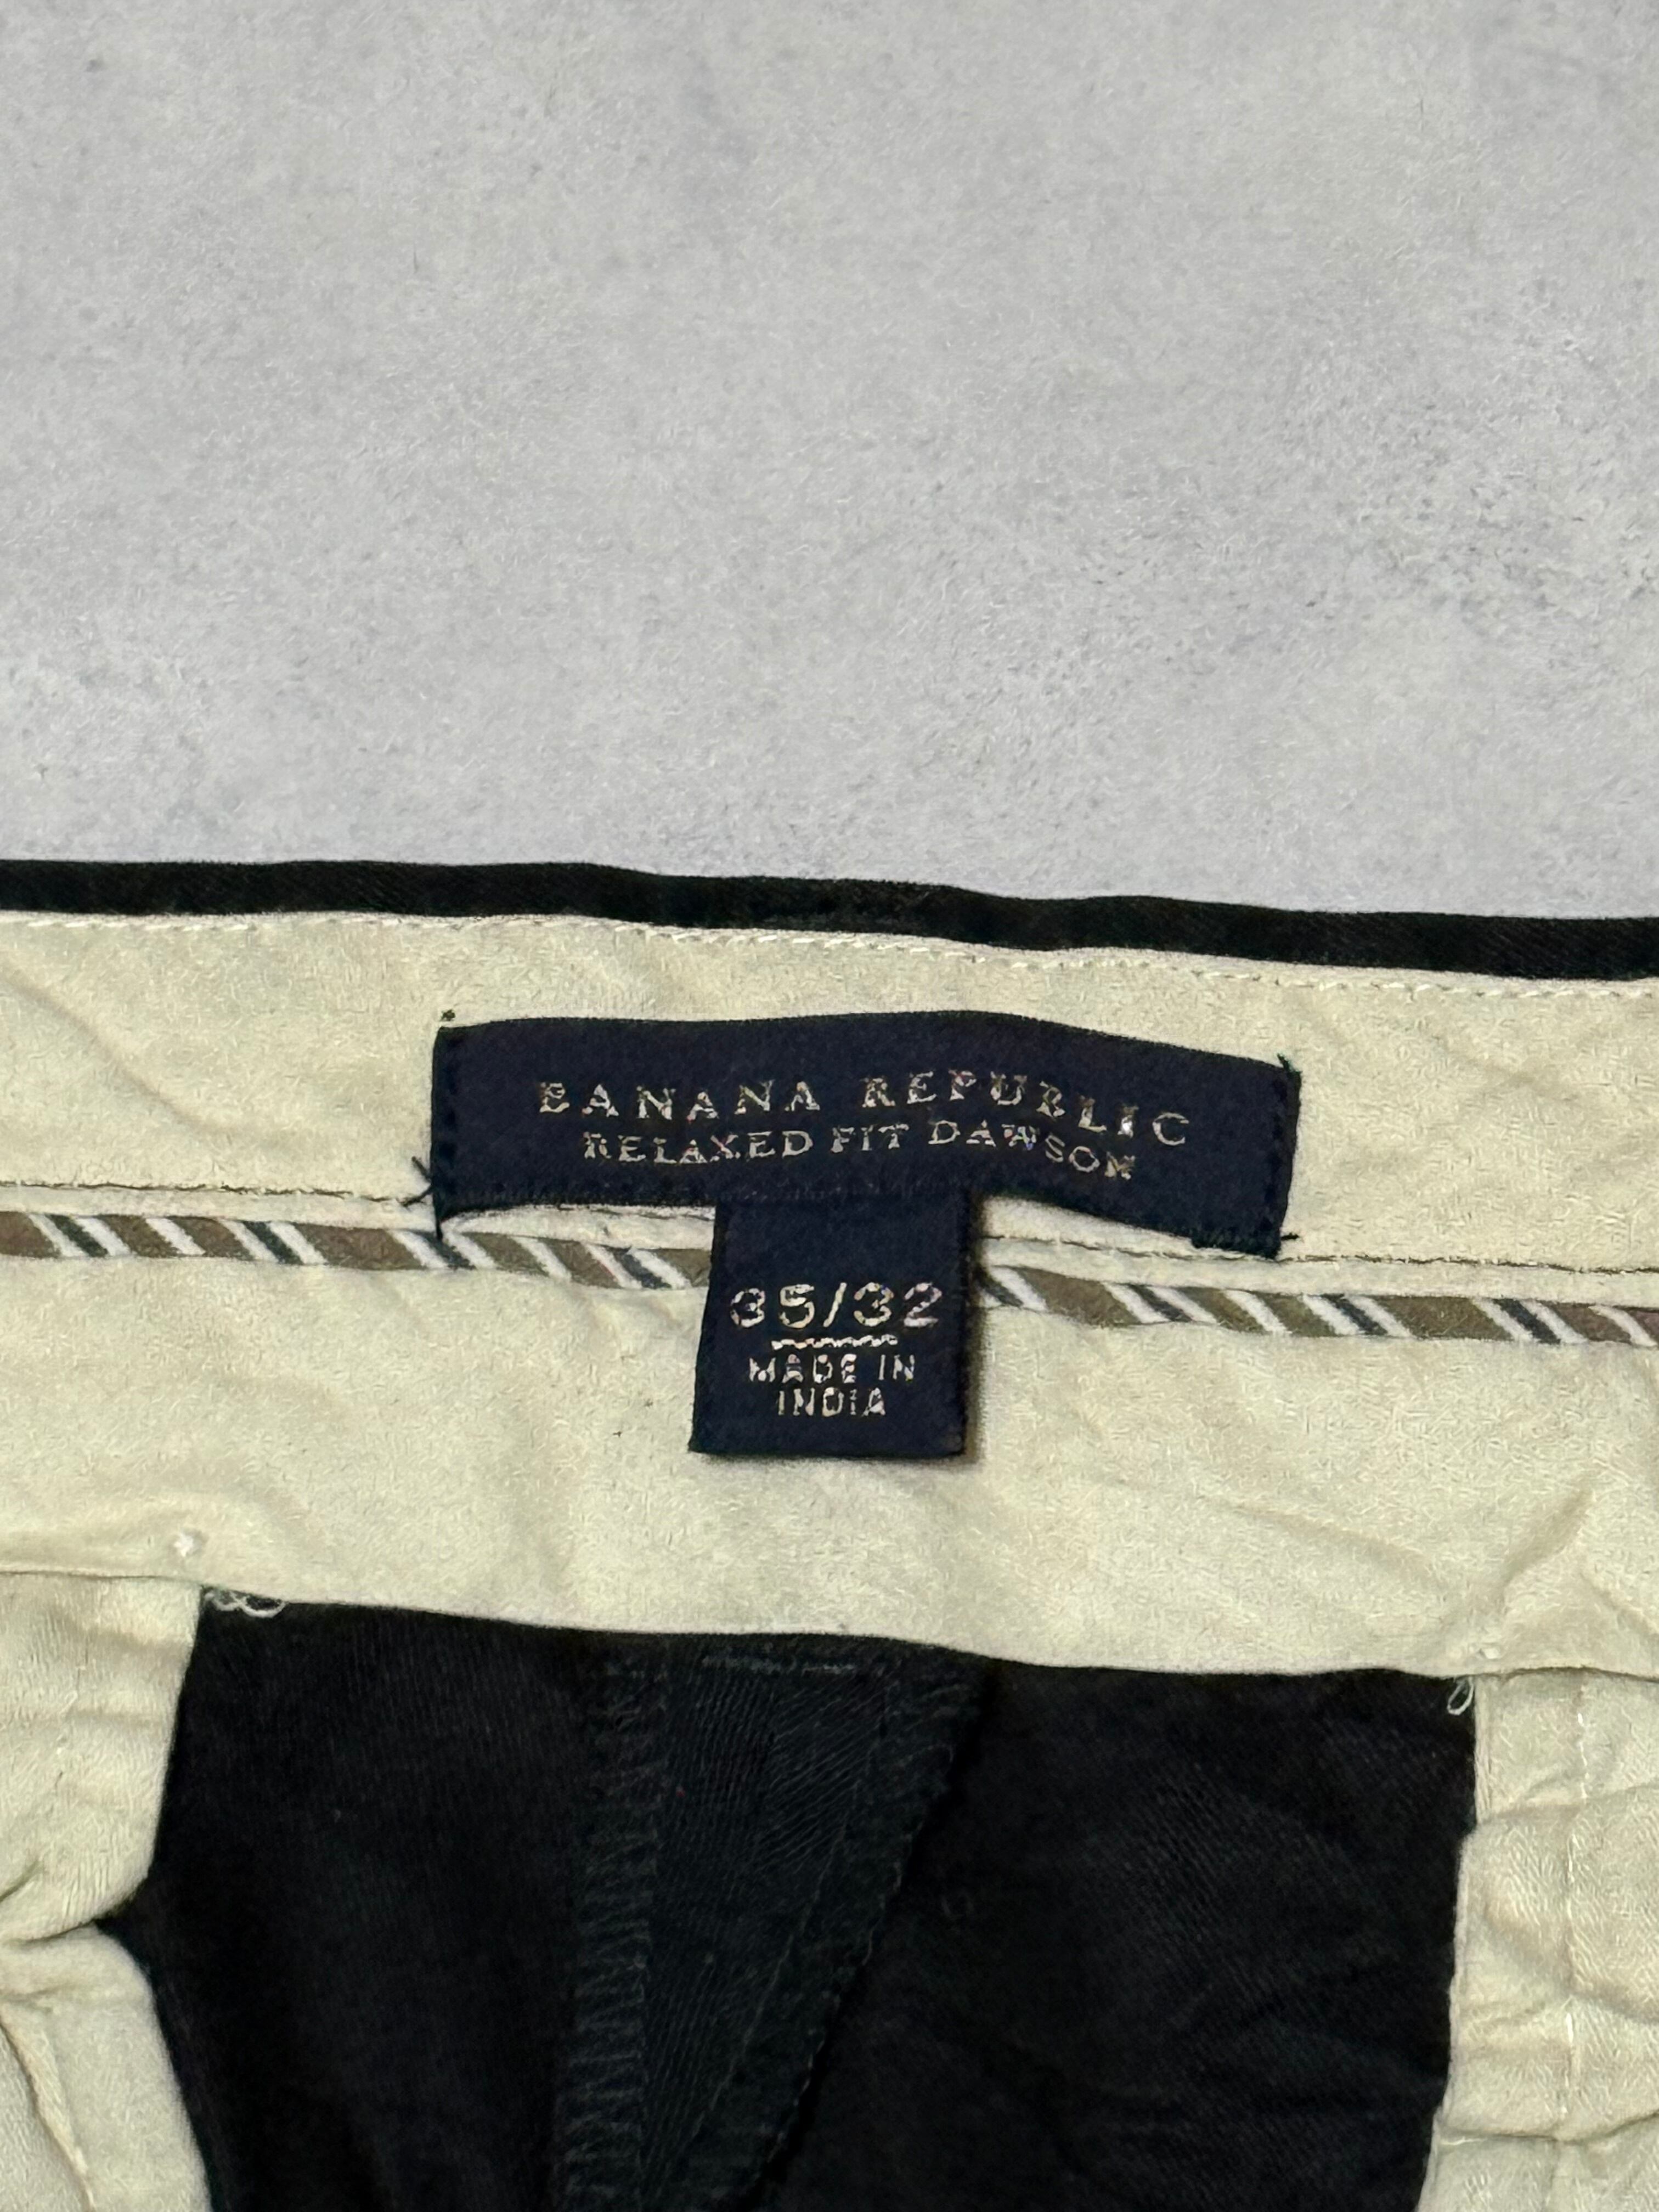 BANANA REPUBLIC
RELAXED FIT DAWSON
35/32
MADE IN
INDIA